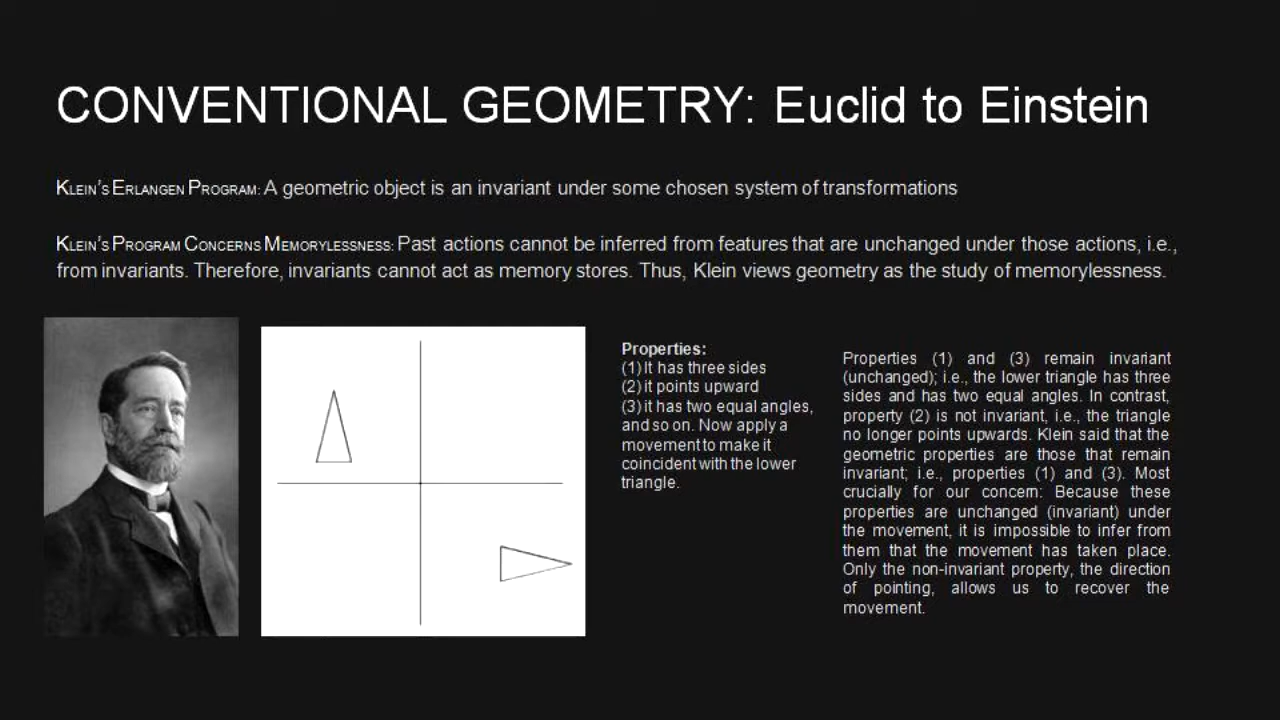 CONVENTIONAL GEOMETRY: Euclid to Einstein
KLEIN'S ERLANGEN PROGRAM: A geometric object is an invariant under some chosen system of transformations
KLEIN'S PROGRAM CONCERNS MEMORYLESSNESS: Past actions cannot be inferred from features that are unchanged under those actions, i.e.,
from invariants. Therefore, invariants cannot act as memory stores. Thus, Klein views geometry as the study of memorylessness.
Properties:
(1) It has three sides
(2) it points upward
(3) it has two equal angles,
and so on. Now apply a
movement to make it
coincident with the lower
triangle.
Properties (1) and (3) remain invariant
(unchanged); i.e., the lower triangle has three
sides and has two equal angles. In contrast,
property (2) is not invariant, i.e., the triangle
no longer points upwards. Klein said that the
geometric properties are those that remain
invariant; i.e., properties (1) and (3). Most
crucially for our concern: Because these
properties are unchanged (invariant) under
the movement, it is impossible to infer from
them that the movement has taken place.
Only the non-invariant property, the direction
of pointing, allows us to recover the
movement.